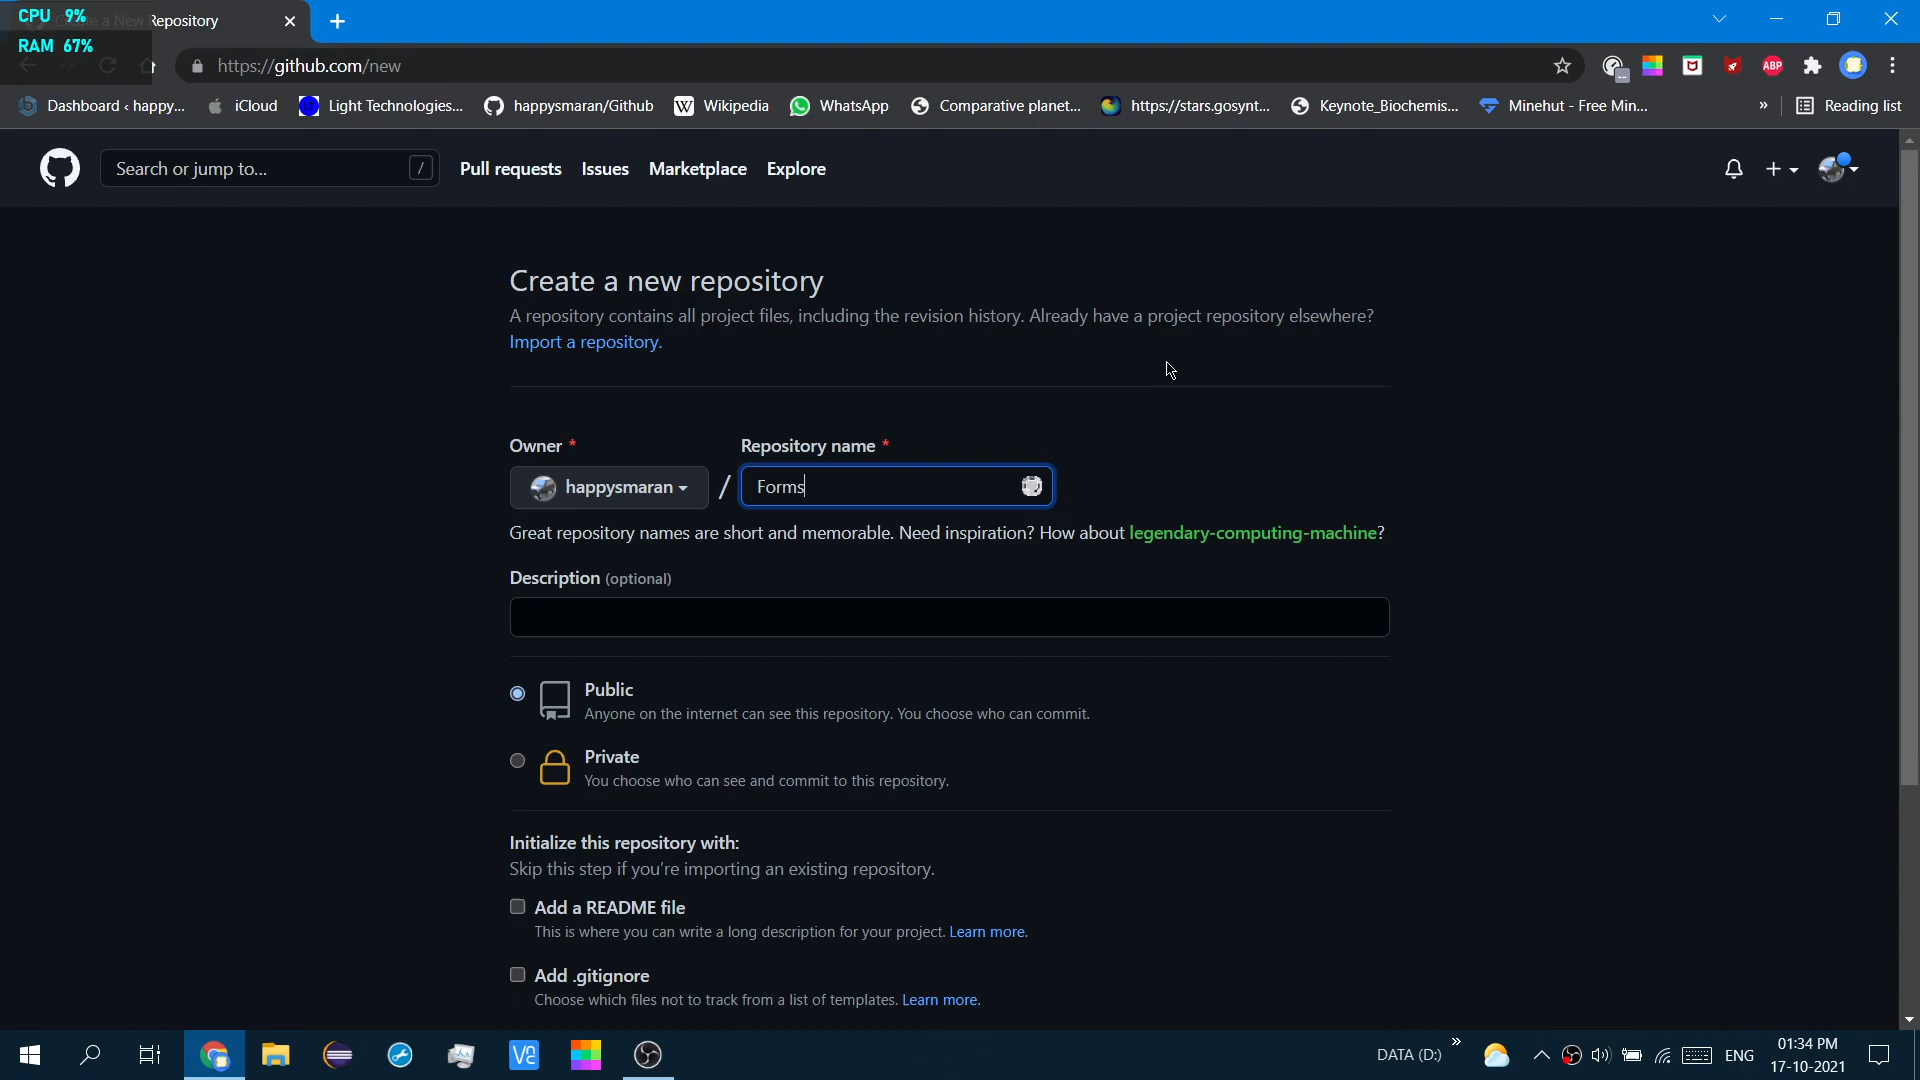 CPU 9%
RAM 67%
Repository
https://github.com/new
Dashboard ‹ happy... iCloud Light Technologies... happysmaran/Github Wikipedia WhatsApp Comparative planet... https://stars.gosynt... Keynote_Biochemis... Minehut - Free Min... » Reading list
Search or jump to... / Pull requests Issues Marketplace Explore
Create a new repository
A repository contains all project files, including the revision history. Already have a project repository elsewhere?
Import a repository.
Owner * Repository name *
happysmaran / Forms
Great repository names are short and memorable. Need inspiration? How about legendary-computing-machine?
Description (optional)
Public
Anyone on the internet can see this repository. You choose who can commit.
Private
You choose who can see and commit to this repository.
Initialize this repository with:
Skip this step if you're importing an existing repository.
Add a README file
This is where you can write a long description for your project. Learn more.
Add .gitignore
Choose which files not to track from a list of templates. Learn more.
DATA (D:) » ENG 01:34 PM
17-10-2021